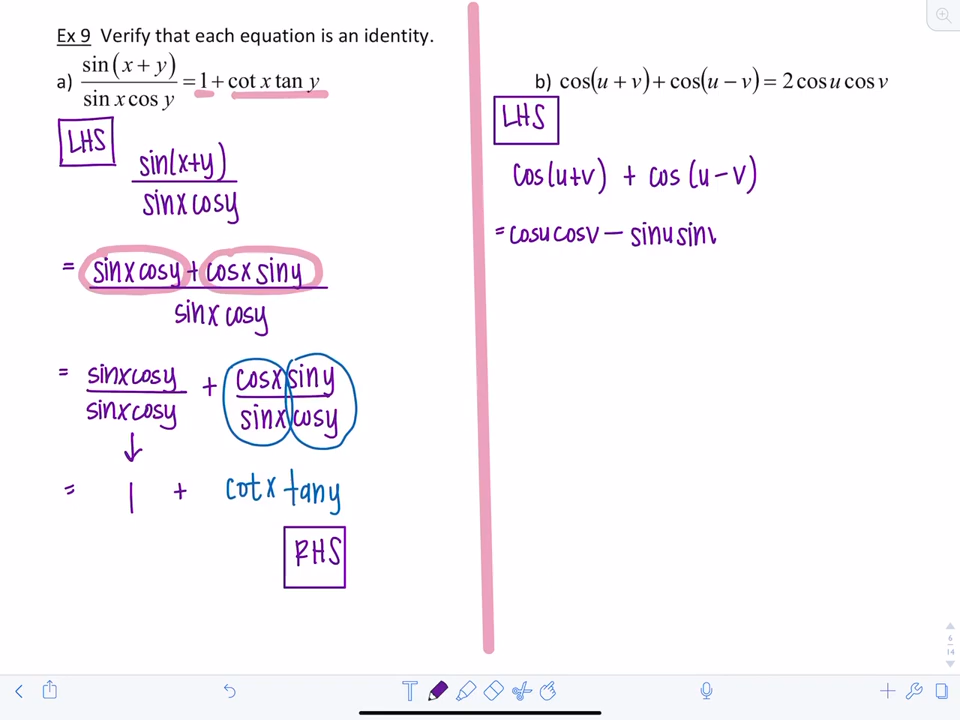 Ex 9 Verify that each equation is an identity.
a) sin(x + y) / sin x cos y = 1 + cot x tan y
LHS
sin(x+y)
sinx cosy
= sinx cosy + cosx siny
sinx cosy
= sinxcosy / sinxcosy + cosx siny / sinx cosy
↓
= 1 + cotx tany
RHS
b) cos(u + v) + cos(u − v) = 2 cos u cos v
LHS
cos(u+v) + cos(u−v)
= cosu cosv − sinu sinv
6
14
T